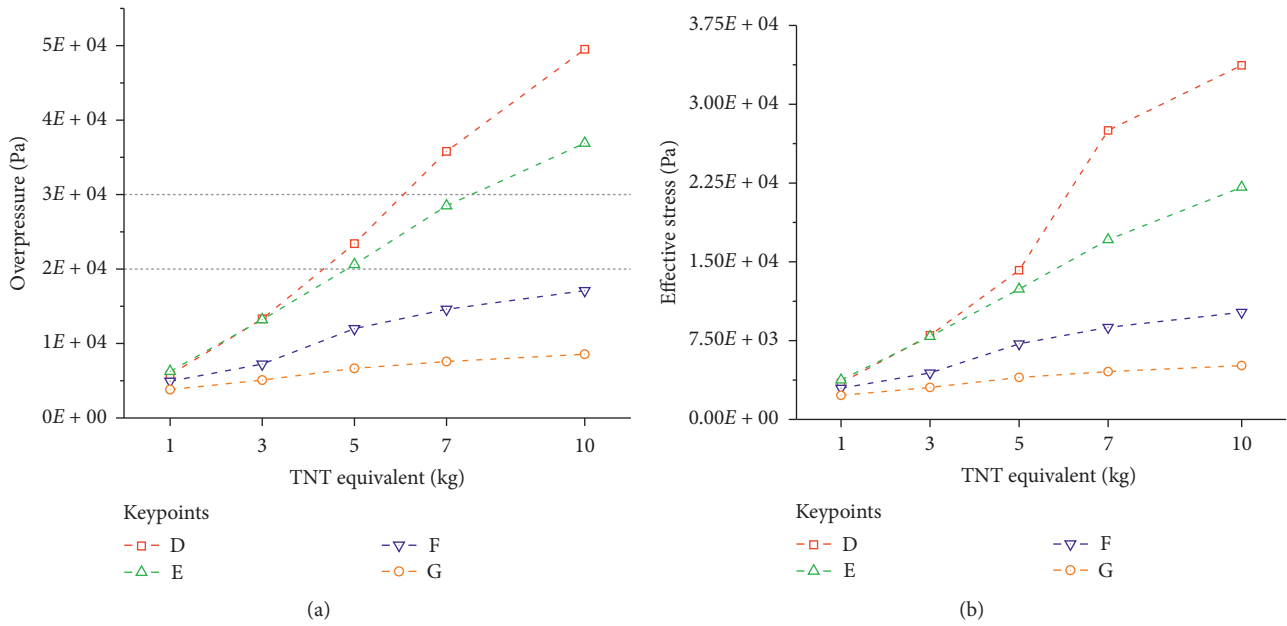 5E + 04
4E + 04
3E + 04
2E + 04
1E + 04
0E + 00
Overpressure (Pa)
1 3 5 7 10
TNT equivalent (kg)
Keypoints
D F
E G
(a)
3.75E + 04
3.00E + 04
2.25E + 04
1.50E + 04
7.50E + 03
0.00E + 00
Effective stress (Pa)
1 3 5 7 10
TNT equivalent (kg)
Keypoints
D F
E G
(b)